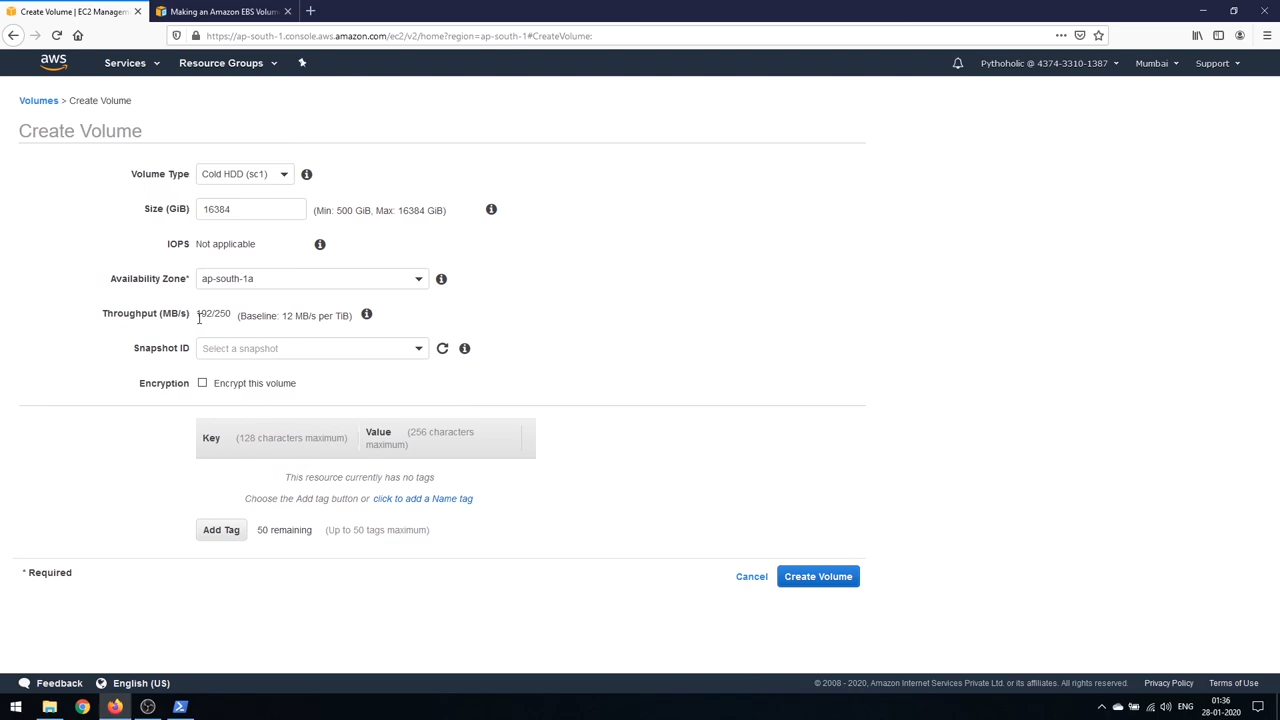 Create Volume | EC2 Managem
Making an Amazon EBS Volum
https://ap-south-1.console.aws.amazon.com/ec2/v2/home?region=ap-south-1#CreateVolume:
aws
Services
Resource Groups
Pythoholic @ 4374-3310-1387
Mumbai
Support
Volumes > Create Volume
Create Volume
Volume Type
Cold HDD (sc1)
Size (GiB)
16384
(Min: 500 GiB, Max: 16384 GiB)
IOPS
Not applicable
Availability Zone*
ap-south-1a
Throughput (MB/s)
192/250
(Baseline: 12 MB/s per TiB)
Snapshot ID
Select a snapshot
Encryption
Encrypt this volume
Key
(128 characters maximum)
Value
(256 characters
maximum)
This resource currently has no tags
Choose the Add tag button or click to add a Name tag
Add Tag
50 remaining
(Up to 50 tags maximum)
* Required
Cancel
Create Volume
Feedback
English (US)
© 2008 - 2020, Amazon Internet Services Private Ltd. or its affiliates. All rights reserved.
Privacy Policy
Terms of Use
ENG
01:36
28-01-2020